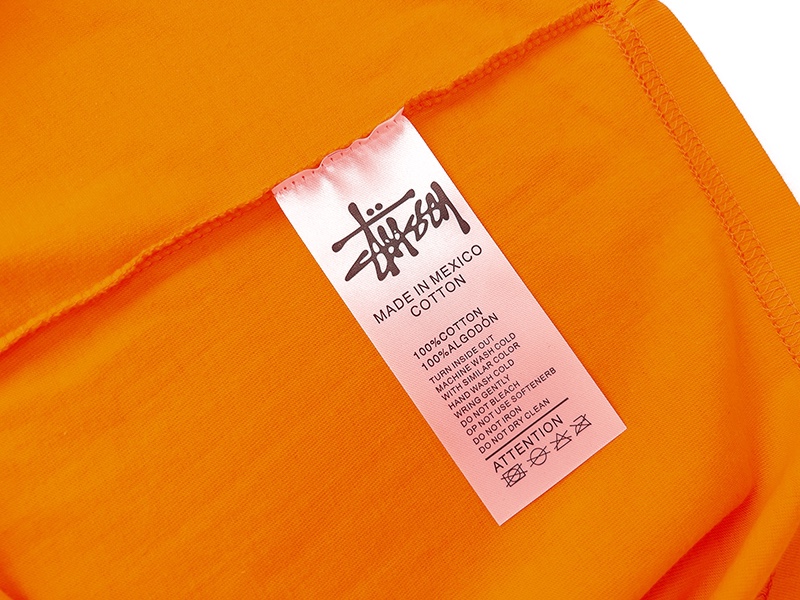 Stüssy
MADE IN MEXICO
COTTON
100%COTTON
100%ALGODÓN
TURN INSIDE OUT
MACHINE WASH COLD
WITH SIMILAR COLOR
HAND WASH COLD
WRING GENTLY
DO NOT BLEACH
OP NOT USE SOFTENERB
DO NOT IRON
DO NOT DRY CLEAN
ATTENTION